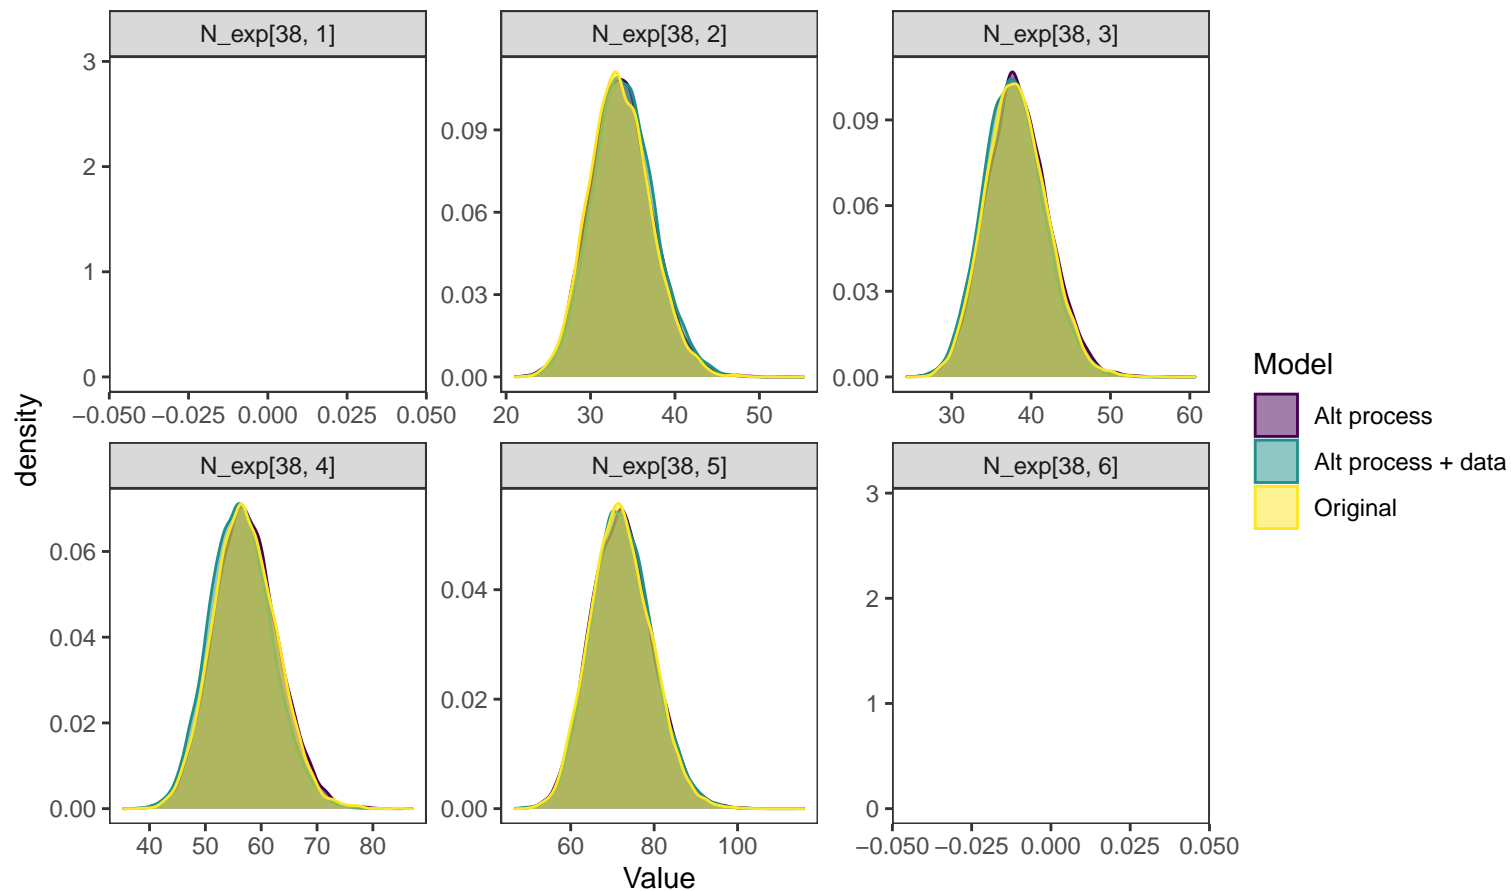 N_exp[38, 1] N_exp[38, 2] N_exp[38, 3]
3
2
1
0
0.09
0.06
0.03
0.00
0.09
0.06
0.03
0.00
−0.050 −0.025 0.000 0.025 0.050
20 30 40 50
30 40 50 60
density
N_exp[38, 4] N_exp[38, 5] N_exp[38, 6]
0.06
0.04
0.02
0.00
0.04
0.02
0.00
3
2
1
0
40 50 60 70 80
60 80 100
−0.050 −0.025 0.000 0.025 0.050
Value
Model
Alt process
Alt process + data
Original